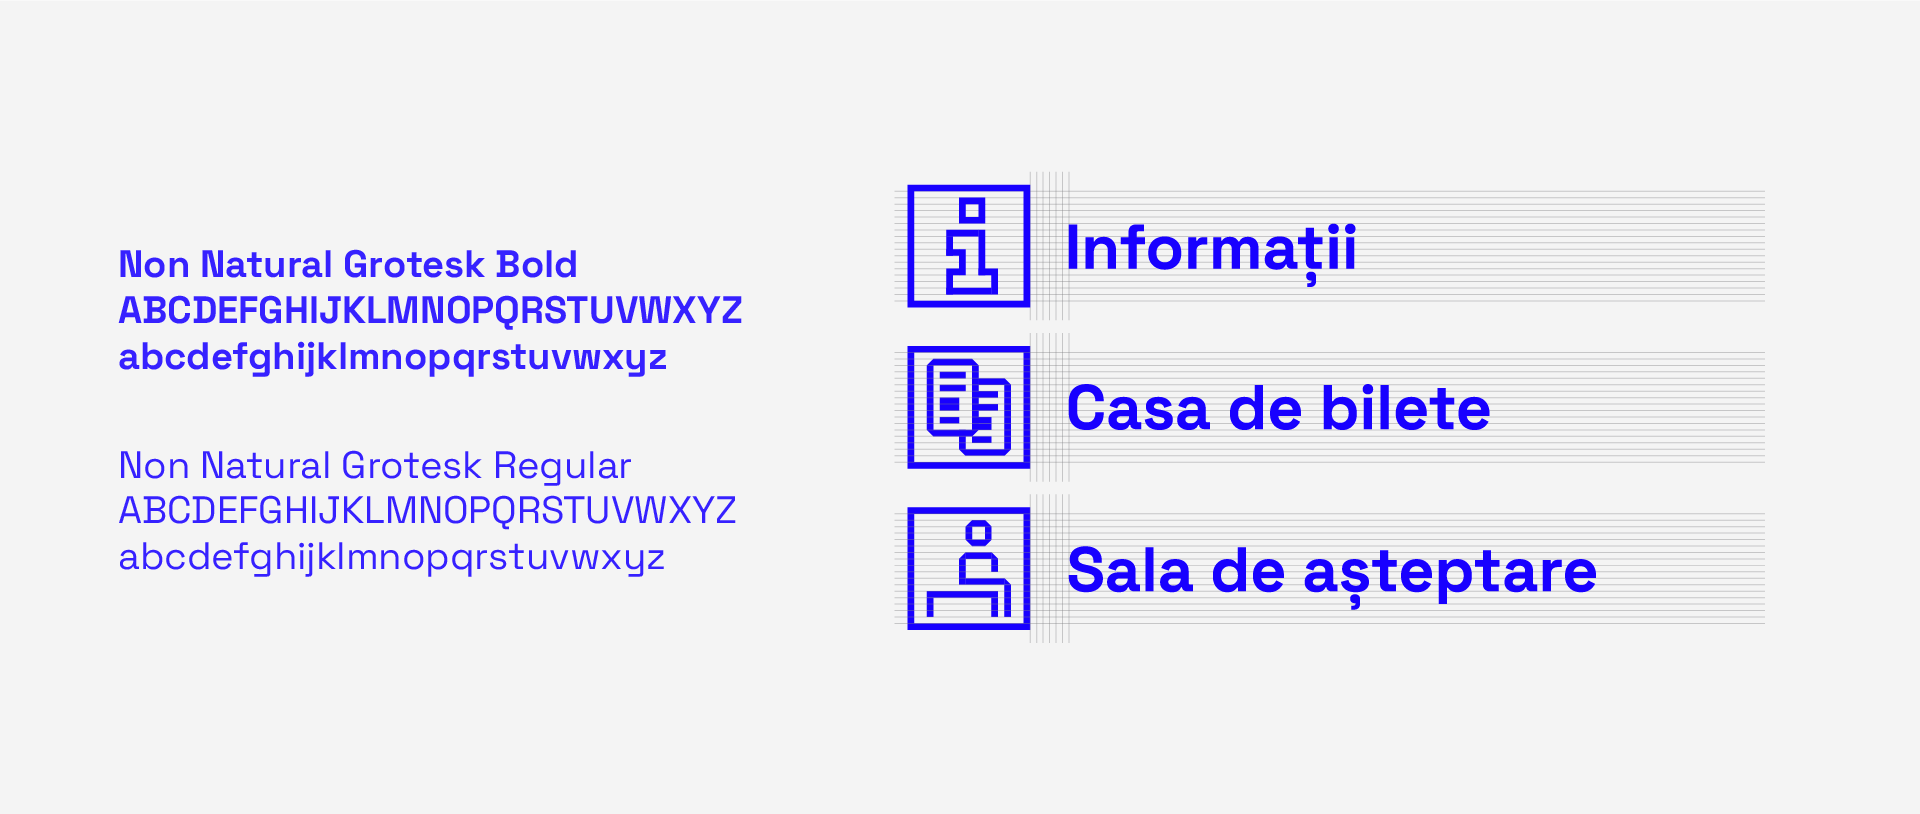 Non Natural Grotesk Bold
ABCDEFGHIJKLMNOPQRSTUVWXYZ
abcdefghijklmnopqrstuvwxyz
Non Natural Grotesk Regular
ABCDEFGHIJKLMNOPQRSTUVWXYZ
abcdefghijklmnopqrstuvwxyz
Informații
Casa de bilete
Sala de așteptare